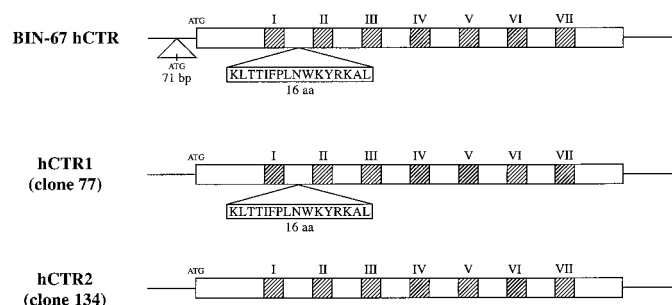 I II III IV V VI VII
ATG
BIN-67 hCTR
ATG
71 bp
KLTTIFPLNWKYRKAL
16 aa
I II III IV V VI VII
ATG
hCTR1
(clone 77)
KLTTIFPLNWKYRKAL
16 aa
I II III IV V VI VII
ATG
hCTR2
(clone 134)